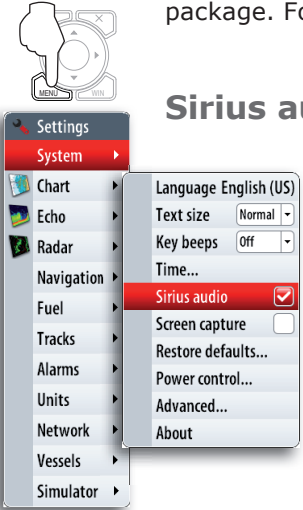 package. Fo
MENU
WIN
Sirius au
Settings
System
Chart
Echo
Radar
Navigation
Fuel
Tracks
Alarms
Units
Network
Vessels
Simulator
Language English (US)
Text size Normal
Key beeps Off
Time...
Sirius audio
Screen capture
Restore defaults...
Power control...
Advanced...
About